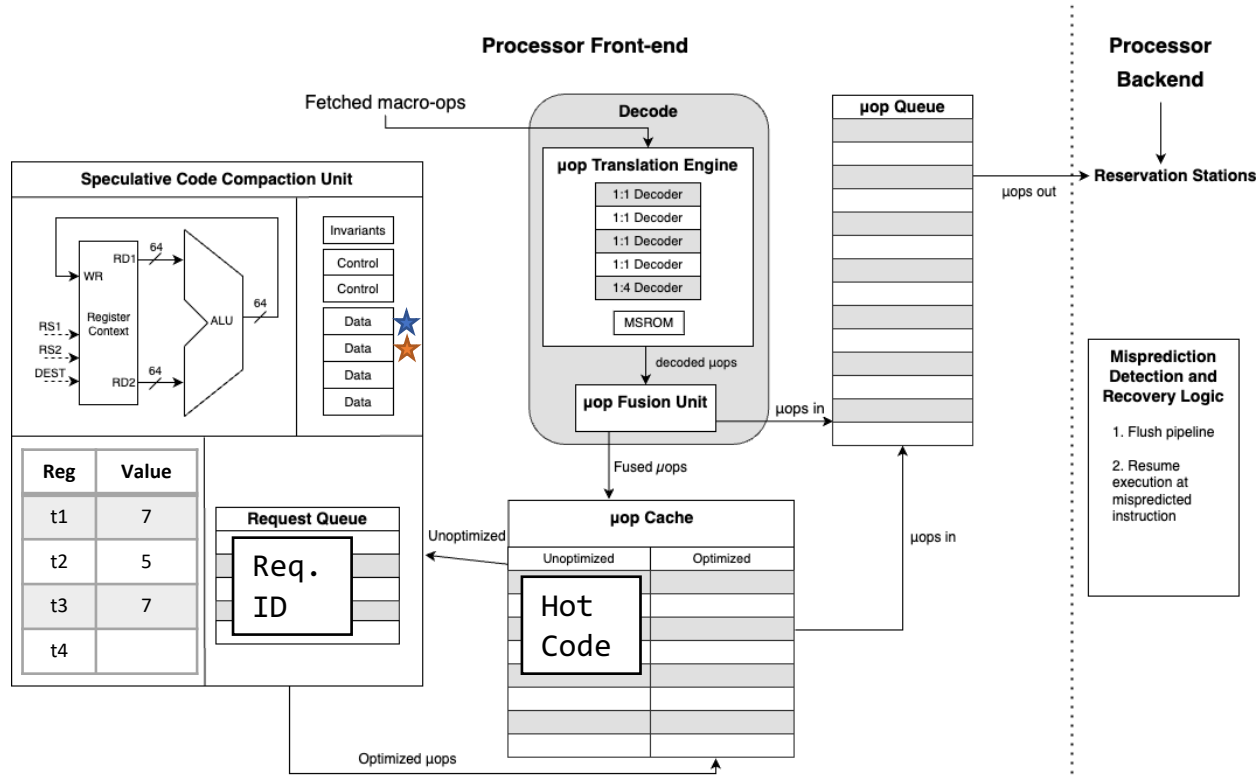 Processor Front-end
Processor
Backend
Fetched macro-ops
Decode
µop Translation Engine
1:1 Decoder
1:1 Decoder
1:1 Decoder
1:1 Decoder
1:4 Decoder
MSROM
decoded µops
µop Fusion Unit
µops in
Fused µops
µop Queue
µops out
Reservation Stations
Speculative Code Compaction Unit
64
RD1
WR
Register
Context
RS1
RS2
DEST
RD2
64
ALU
64
Invariants
Control
Control
Data
Data
Data
Data
Reg Value
t1 7
t2 5
t3 7
t4
Request Queue
Req.
ID
Unoptimized
µop Cache
Unoptimized Optimized
Hot
Code
µops in
Optimized µops
Misprediction
Detection and
Recovery Logic
1. Flush pipeline
2. Resume
execution at
mispredicted
instruction